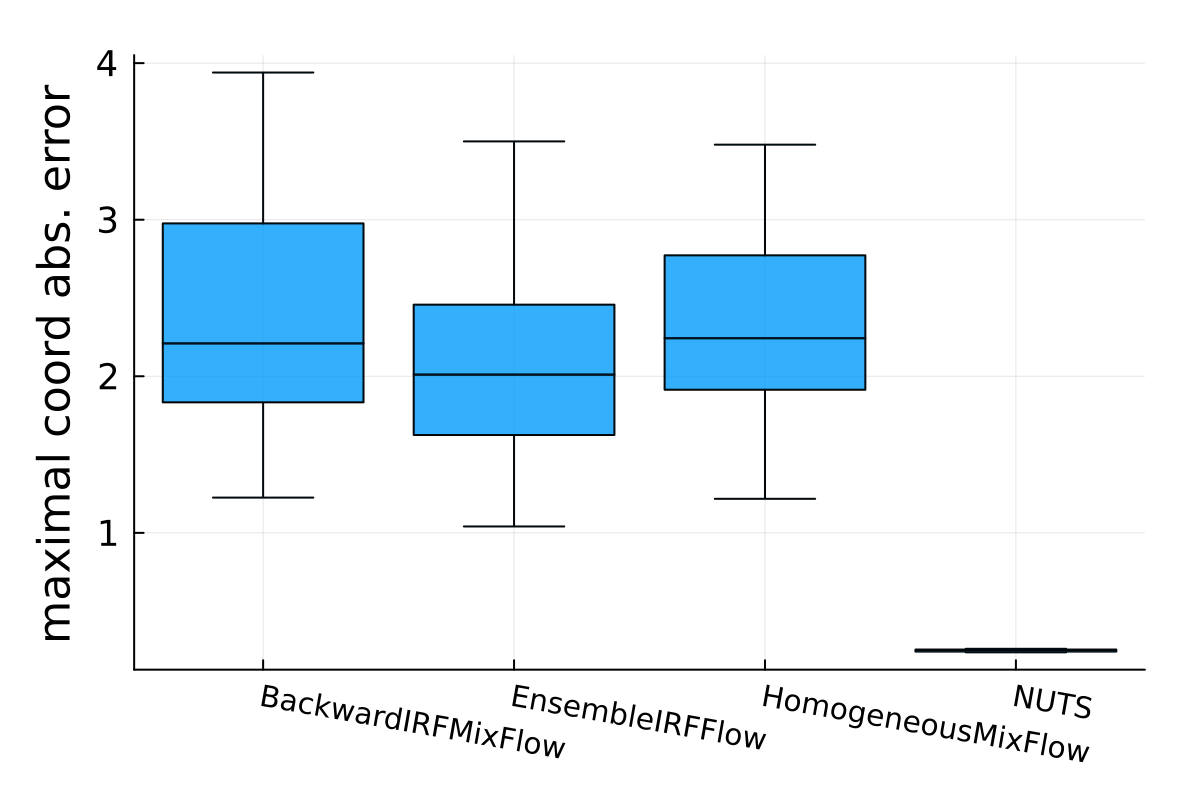 maximal coord abs. error
4
3
2
1
BackwardIRFMixFlow
EnsembleIRFFlow
HomogeneousMixFlow
NUTS